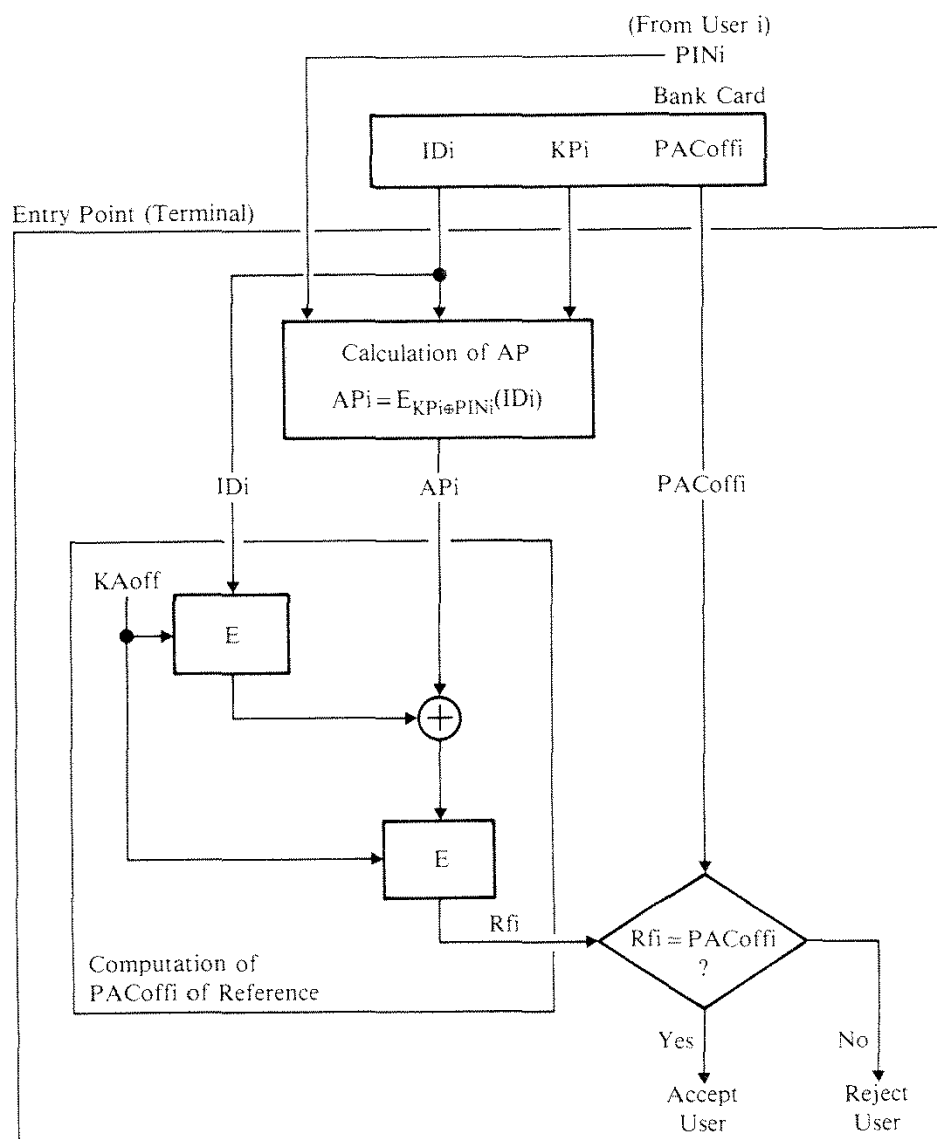 (From User i)
PINi
Bank Card
IDi KPi PACoffi
Entry Point (Terminal)
Calculation of AP
APi = E_KPi⊕PINi(IDi)
IDi APi PACoffi
KAoff
E
+
E
Rfi
Rfi = PACoffi
?
Computation of
PACoffi of Reference
Yes No
Accept Reject
User User